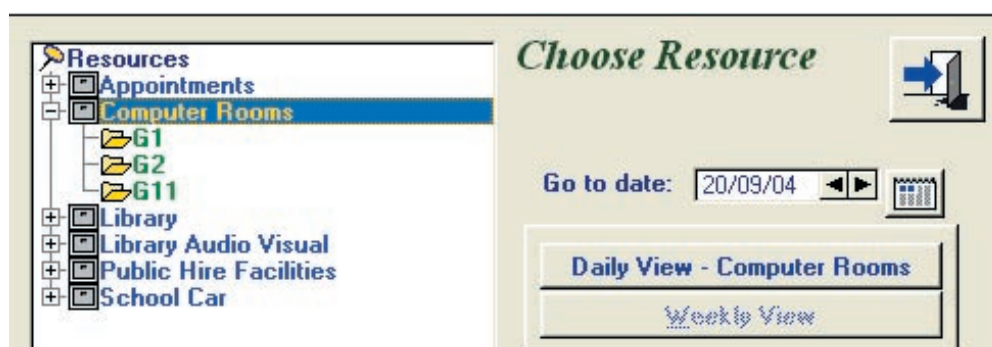 Resources
Appointments
Computer Rooms
G1
G2
G11
Library
Library Audio Visual
Public Hire Facilities
School Car
Choose Resource
Go to date: 20/09/04
Daily View - Computer Rooms
Weekly View